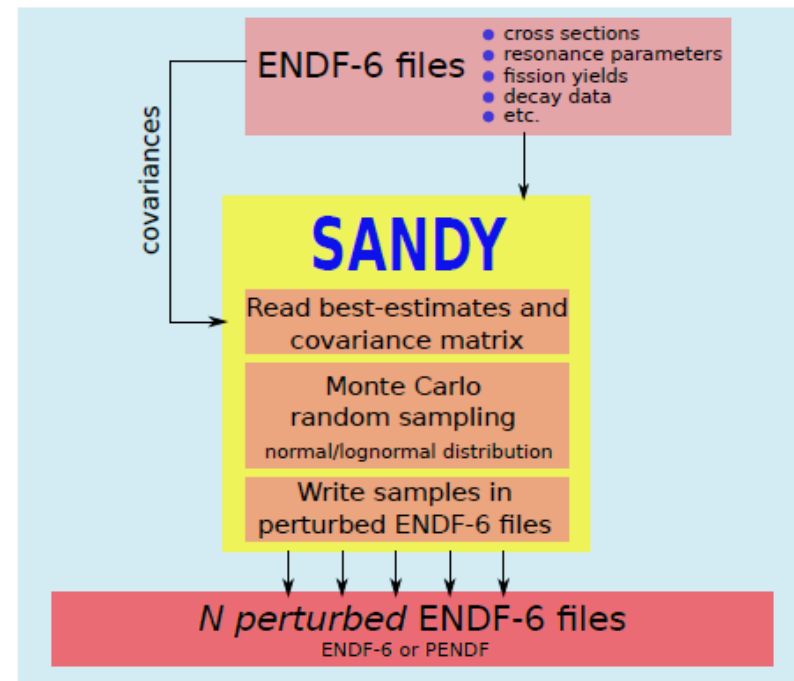 ENDF-6 files
cross sections
resonance parameters
fission yields
decay data
etc.
covariances
SANDY
Read best-estimates and
covariance matrix
Monte Carlo
random sampling
normal/lognormal distribution
Write samples in
perturbed ENDF-6 files
N perturbed ENDF-6 files
ENDF-6 or PENDF